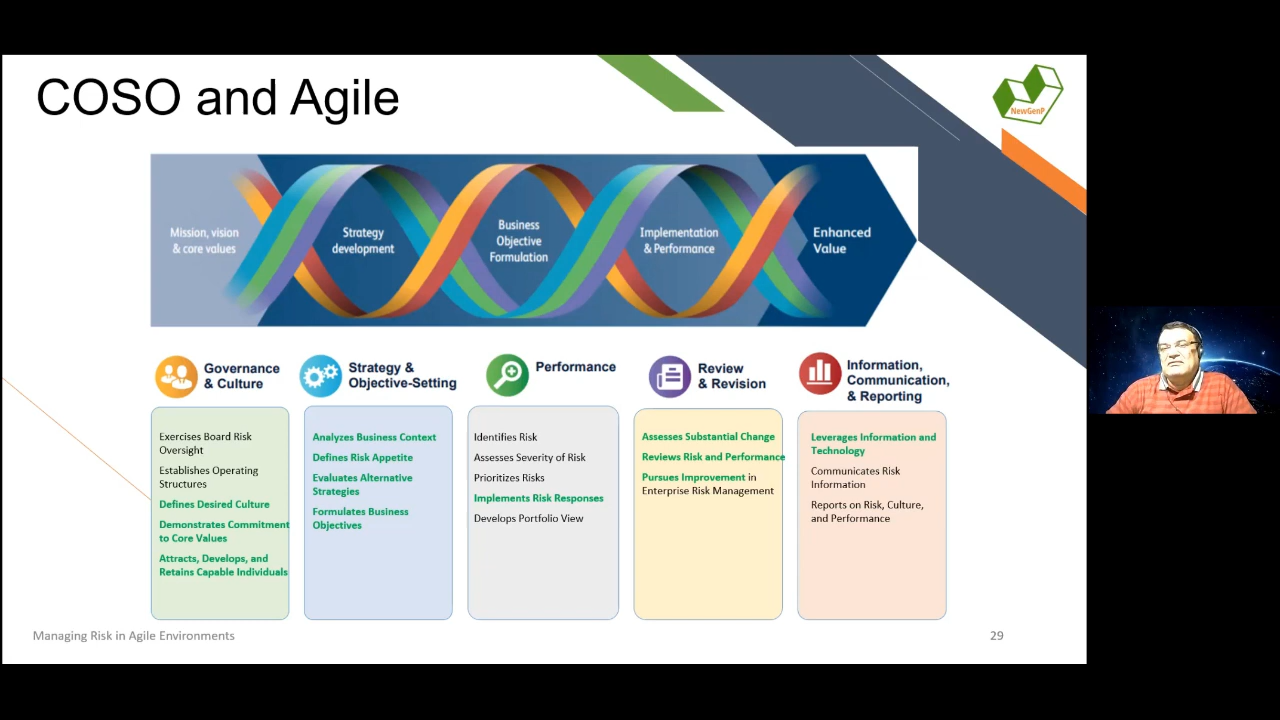 COSO and Agile
NewGenP
Mission, vision
& core values
Strategy
development
Business
Objective
Formulation
Implementation
& Performance
Enhanced
Value
Governance
& Culture
Strategy &
Objective-Setting
Performance
Review
& Revision
Information,
Communication,
& Reporting
Exercises Board Risk
Oversight
Establishes Operating
Structures
Defines Desired Culture
Demonstrates Commitment
to Core Values
Attracts, Develops, and
Retains Capable Individuals
Analyzes Business Context
Defines Risk Appetite
Evaluates Alternative
Strategies
Formulates Business
Objectives
Identifies Risk
Assesses Severity of Risk
Prioritizes Risks
Implements Risk Responses
Develops Portfolio View
Assesses Substantial Change
Reviews Risk and Performance
Pursues Improvement in
Enterprise Risk Management
Leverages Information and
Technology
Communicates Risk
Information
Reports on Risk, Culture,
and Performance
Managing Risk in Agile Environments
29